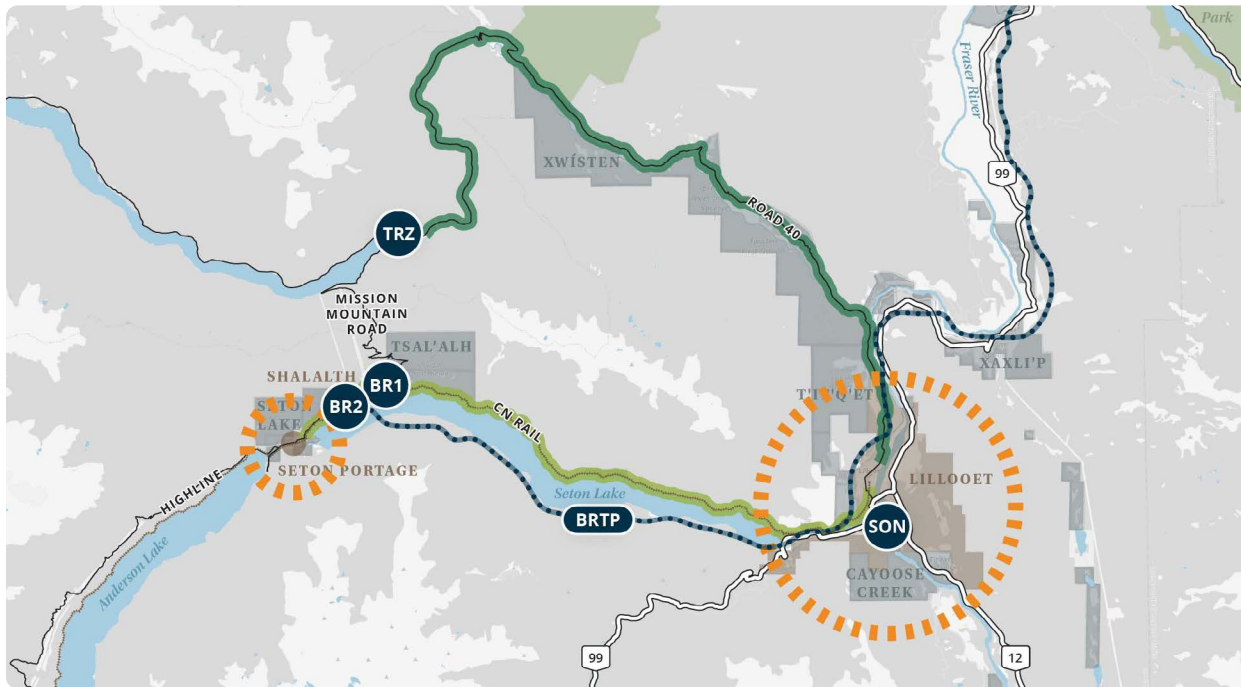 Park
Fraser River
99
XWÍSTEN
ROAD 40
TRZ
MISSION
MOUNTAIN
ROAD
TSAL'ALH
XAXLI'P
SHALALTH
BR1
BR2
SETON
LAKE
CN RAIL
SETON PORTAGE
LILLOOET
HIGHLINE
Seton Lake
BRTP
SON
Anderson Lake
CAYOOSE
CREEK
99
12